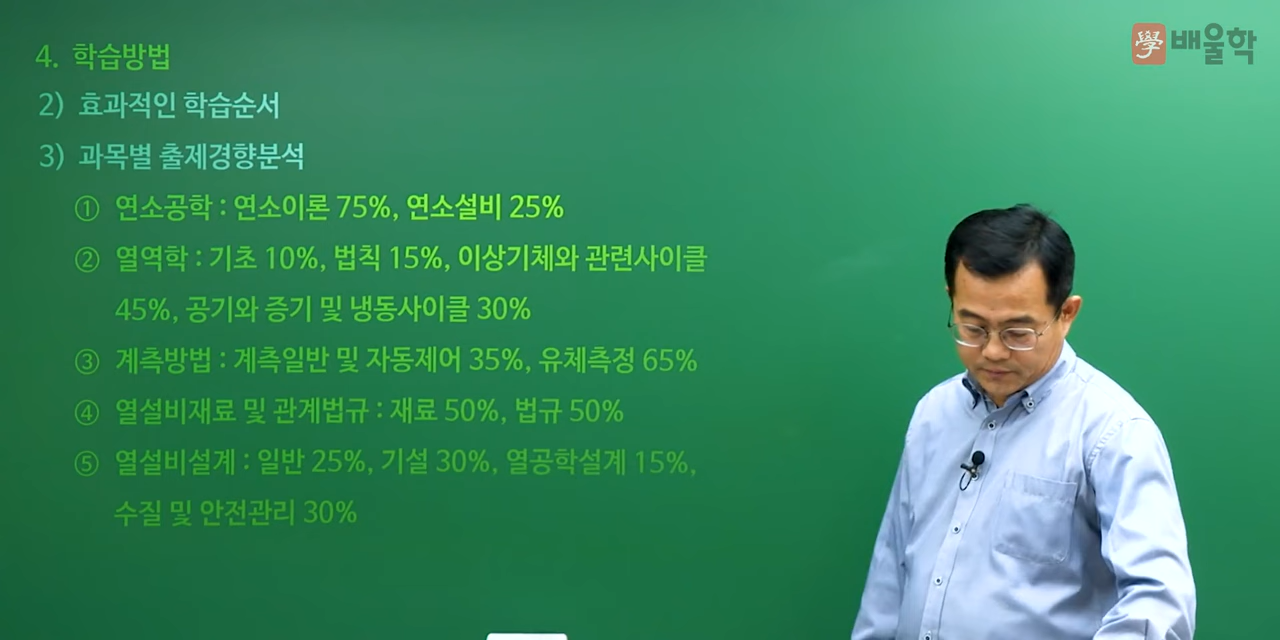 學 배울학
4. 학습방법
2) 효과적인 학습순서
3) 과목별 출제경향분석
① 연소공학 : 연소이론 75%, 연소설비 25%
② 열역학 : 기초 10%, 법칙 15%, 이상기체와 관련사이클
45%, 공기와 증기 및 냉동사이클 30%
③ 계측방법 : 계측일반 및 자동제어 35%, 유체측정 65%
④ 열설비재료 및 관계법규 : 재료 50%, 법규 50%
⑤ 열설비설계 : 일반 25%, 기설 30%, 열공학설계 15%,
수질 및 안전관리 30%